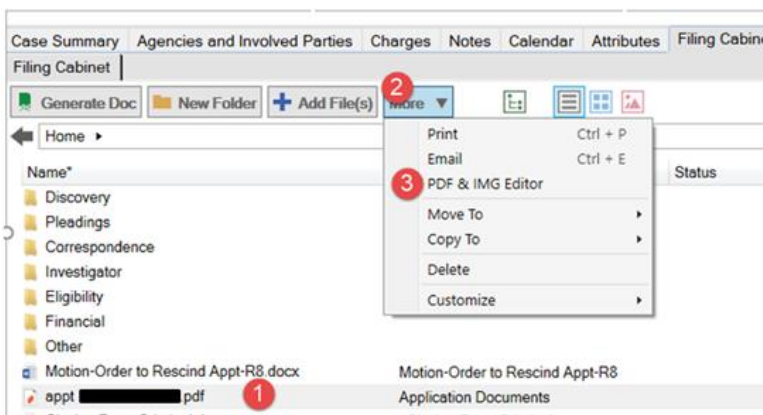 Case Summary Agencies and Involved Parties Charges Notes Calendar Attributes Filing
Filing Cabinet
Generate Doc New Folder Add File(s) More
2
Home
Print Ctrl + P
Email Ctrl + E
Name* Status
3 PDF & IMG Editor
Discovery
Pleadings
Move To
Copy To
Correspondence
Investigator
Delete
Eligibility
Customize
Financial
Other
Motion-Order to Rescind Appt-R8.docx Motion-Order to Rescind Appt-R8
appt .pdf 1 Application Documents